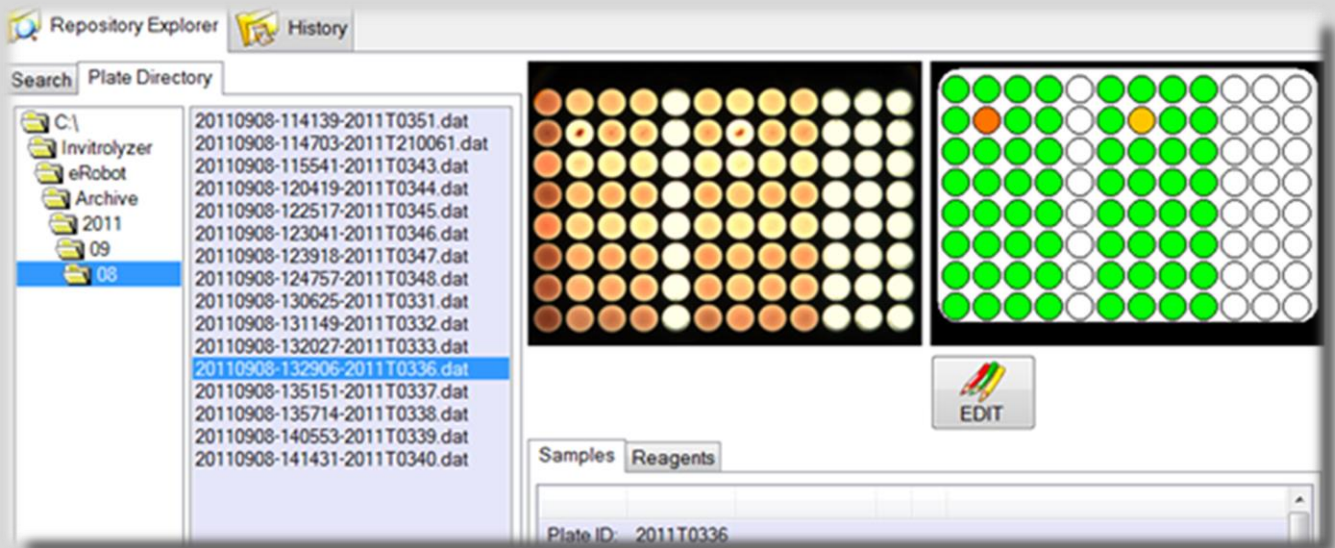 Repository Explorer
History
Search
Plate Directory
C:\
Invitrolyzer
eRobot
Archive
2011
09
08
20110908-114139-2011T0351.dat
20110908-114703-2011T210061.dat
20110908-115541-2011T0343.dat
20110908-120419-2011T0344.dat
20110908-122517-2011T0345.dat
20110908-123041-2011T0346.dat
20110908-123918-2011T0347.dat
20110908-124757-2011T0348.dat
20110908-130625-2011T0331.dat
20110908-131149-2011T0332.dat
20110908-132027-2011T0333.dat
20110908-132906-2011T0336.dat
20110908-135151-2011T0337.dat
20110908-135714-2011T0338.dat
20110908-140553-2011T0339.dat
20110908-141431-2011T0340.dat
EDIT
Samples
Reagents
Plate ID: 2011T0336